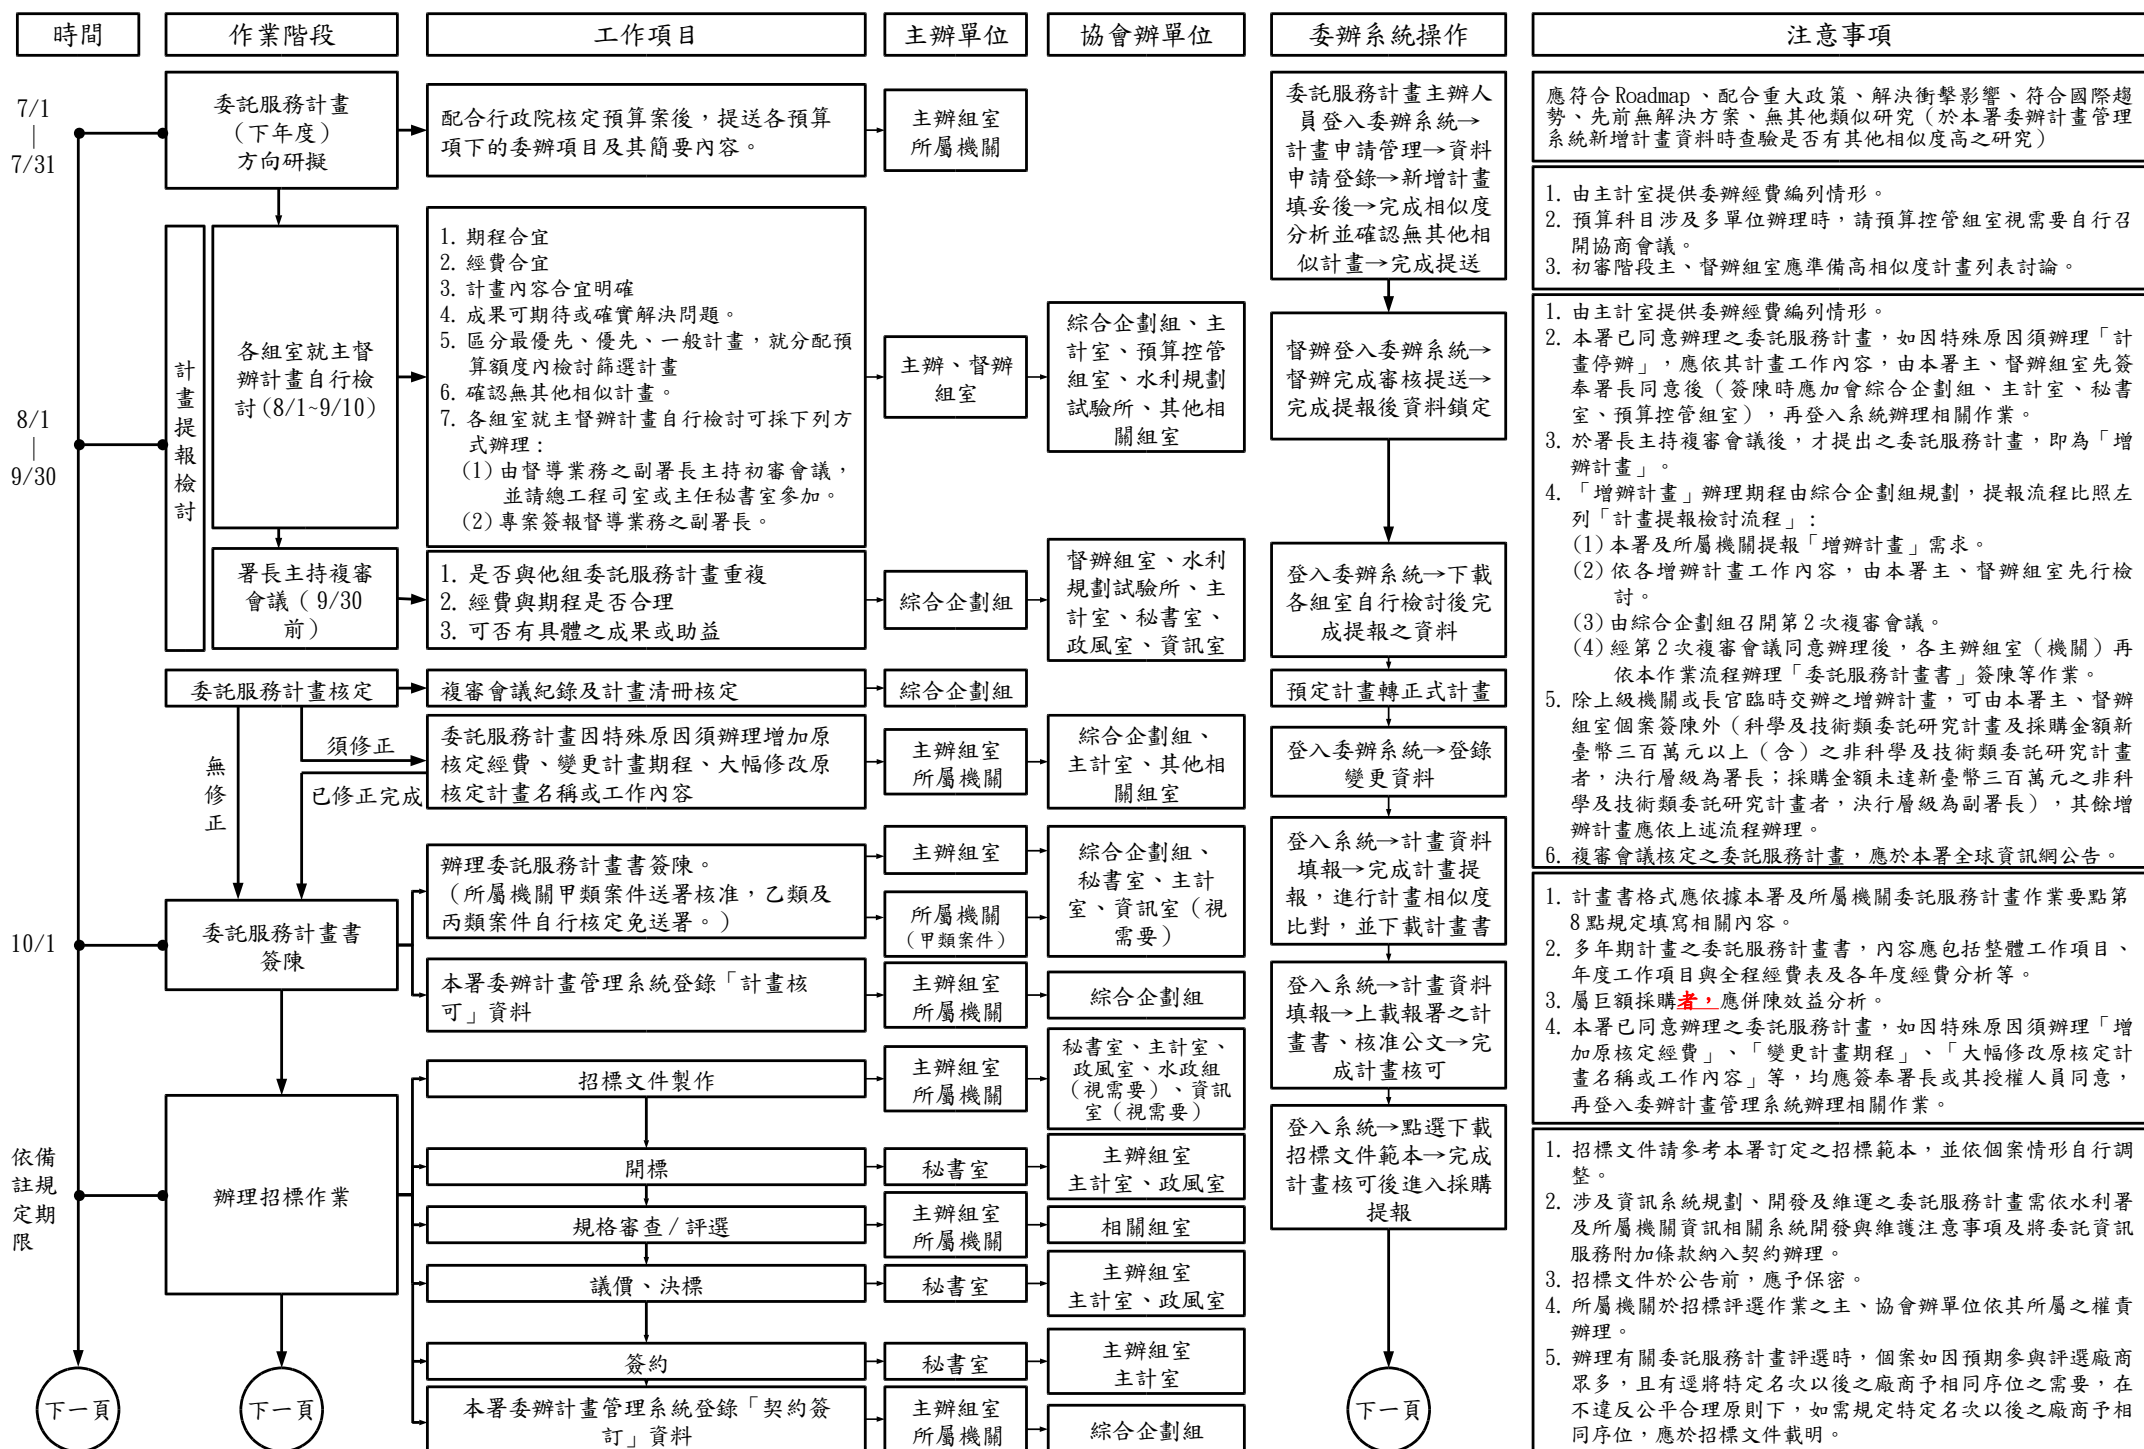 時間
作業階段
工作項目
主辦單位
協會辦單位
委辦系統操作
注意事項
7/1
|
7/31
委託服務計畫
（下年度）
方向研擬
配合行政院核定預算案後，提送各預算
項下的委辦項目及其簡要內容。
主辦組室
所屬機關
委託服務計畫主辦人
員登入委辦系統→
計畫申請管理→資料
申請登錄→新增計畫
填妥後→完成相似度
分析並確認無其他相
似計畫→完成提送
應符合Roadmap、配合重大政策、解決衝擊影響、符合國際趨
勢、先前無解決方案、無其他類似研究（於本署委辦計畫管理
系統新增計畫資料時查驗是否有其他相似度高之研究）
1. 由主計室提供委辦經費編列情形。
2. 預算科目涉及多單位辦理時，請預算控管組室視需要自行召
開協商會議。
3. 初審階段主、督辦組室應準備高相似度計畫列表討論。
8/1
|
9/30
計畫提報檢討
各組室就主督
辦計畫自行檢
討(8/1~9/10)
1. 期程合宜
2. 經費合宜
3. 計畫內容合宜明確
4. 成果可期待或確實解決問題。
5. 區分最優先、優先、一般計畫，就分配預
算額度內檢討篩選計畫
6. 確認無其他相似計畫。
7. 各組室就主督辦計畫自行檢討可採下列方
式辦理：
(1)由督導業務之副署長主持初審會議，
並請總工程司室或主任秘書室參加。
(2)專案簽報督導業務之副署長。
主辦、督辦
組室
綜合企劃組、主
計室、預算控管
組室、水利規劃
試驗所、其他相
關組室
督辦登入委辦系統→
督辦完成審核提送→
完成提報後資料鎖定
1. 由主計室提供委辦經費編列情形。
2. 本署已同意辦理之委託服務計畫，如因特殊原因須辦理「計
畫停辦」，應依其計畫工作內容，由本署主、督辦組室先簽
奉署長同意後（簽陳時應加會綜合企劃組、主計室、秘書
室、預算控管組室），再登入系統辦理相關作業。
3. 於署長主持複審會議後，才提出之委託服務計畫，即為「增
辦計畫」。
4. 「增辦計畫」辦理期程由綜合企劃組規劃，提報流程比照左
列「計畫提報檢討流程」：
(1)本署及所屬機關提報「增辦計畫」需求。
(2)依各增辦計畫工作內容，由本署主、督辦組室先行檢
討。
(3)由綜合企劃組召開第2次複審會議。
(4)經第2次複審會議同意辦理後，各主辦組室（機關）再
依本作業流程辦理「委託服務計畫書」簽陳等作業。
5. 除上級機關或長官臨時交辦之增辦計畫，可由本署主、督辦
組室個案簽陳外（科學及技術類委託研究計畫及採購金額新
臺幣三百萬元以上（含）之非科學及技術類委託研究計畫
者，決行層級為署長；採購金額未達新臺幣三百萬元之非科
學及技術類委託研究計畫者，決行層級為副署長），其餘增
辦計畫應依上述流程辦理。
6. 複審會議核定之委託服務計畫，應於本署全球資訊網公告。
署長主持複審
會議（ 9/30
前）
1. 是否與他組委託服務計畫重複
2. 經費與期程是否合理
3. 可否有具體之成果或助益
綜合企劃組
督辦組室、水利
規劃試驗所、主
計室、秘書室、
政風室、資訊室
登入委辦系統→下載
各組室自行檢討後完
成提報之資料
委託服務計畫核定
複審會議紀錄及計畫清冊核定
綜合企劃組
預定計畫轉正式計畫
無修正
須修正
已修正完成
委託服務計畫因特殊原因須辦理增加原
核定經費、變更計畫期程、大幅修改原
核定計畫名稱或工作內容
主辦組室
所屬機關
綜合企劃組、
主計室、其他相
關組室
登入委辦系統→登錄
變更資料
10/1
委託服務計畫書
簽陳
辦理委託服務計畫書簽陳。
（所屬機關甲類案件送署核准，乙類及
丙類案件自行核定免送署。）
主辦組室
所屬機關
（甲類案件）
綜合企劃組、
秘書室、主計
室、資訊室（視
需要）
登入系統→計畫資料
填報→完成計畫提
報，進行計畫相似度
比對，並下載計畫書
本署委辦計畫管理系統登錄「計畫核
可」資料
主辦組室
所屬機關
綜合企劃組
登入系統→計畫資料
填報→上載報署之計
畫書、核准公文→完
成計畫核可
1. 計畫書格式應依據本署及所屬機關委託服務計畫作業要點第
8點規定填寫相關內容。
2. 多年期計畫之委託服務計畫書，內容應包括整體工作項目、
年度工作項目與全程經費表及各年度經費分析等。
3. 屬巨額採購者，應併陳效益分析。
4. 本署已同意辦理之委託服務計畫，如因特殊原因須辦理「增
加原核定經費」、「變更計畫期程」、「大幅修改原核定計
畫名稱或工作內容」等，均應簽奉署長或其授權人員同意，
再登入委辦計畫管理系統辦理相關作業。
依備
註規
定期
限
辦理招標作業
招標文件製作
主辦組室
所屬機關
秘書室、主計室、
政風室、水政組
（視需要）、資訊
室（視需要）
開標
秘書室
主辦組室
主計室、政風室
規格審查/評選
主辦組室
所屬機關
相關組室
議價、決標
秘書室
主辦組室
主計室、政風室
簽約
秘書室
主辦組室
主計室
本署委辦計畫管理系統登錄「契約簽
訂」資料
主辦組室
所屬機關
綜合企劃組
登入系統→點選下載
招標文件範本→完成
計畫核可後進入採購
提報
1. 招標文件請參考本署訂定之招標範本，並依個案情形自行調
整。
2. 涉及資訊系統規劃、開發及維運之委託服務計畫需依水利署
及所屬機關資訊相關系統開發與維護注意事項及將委託資訊
服務附加條款納入契約辦理。
3. 招標文件於公告前，應予保密。
4. 所屬機關於招標評選作業之主、協會辦單位依其所屬之權責
辦理。
5. 辦理有關委託服務計畫評選時，個案如因預期參與評選廠商
眾多，且有逕將特定名次以後之廠商予相同序位之需要，在
不違反公平合理原則下，如需規定特定名次以後之廠商予相
同序位，應於招標文件載明。
下一頁
下一頁
下一頁